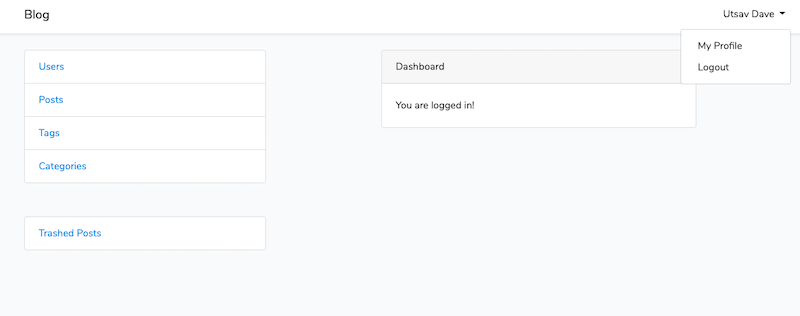 Blog
Utsav Dave
My Profile
Logout
Users
Posts
Tags
Categories
Trashed Posts
Dashboard
You are logged in!